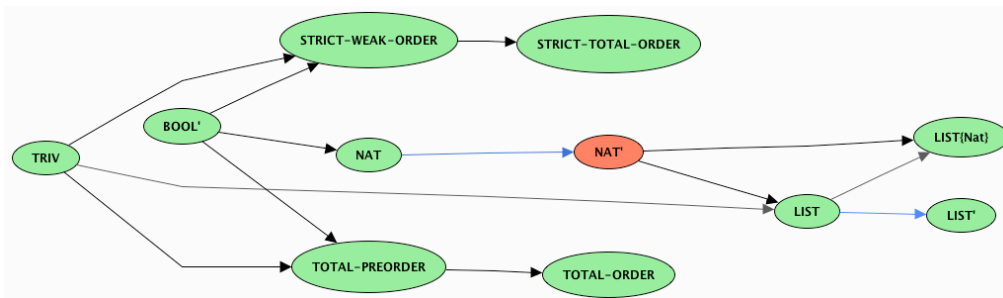 STRICT-WEAK-ORDER
STRICT-TOTAL-ORDER
BOOL'
TRIV
NAT
NAT'
LIST{Nat}
LIST
LIST'
TOTAL-PREORDER
TOTAL-ORDER